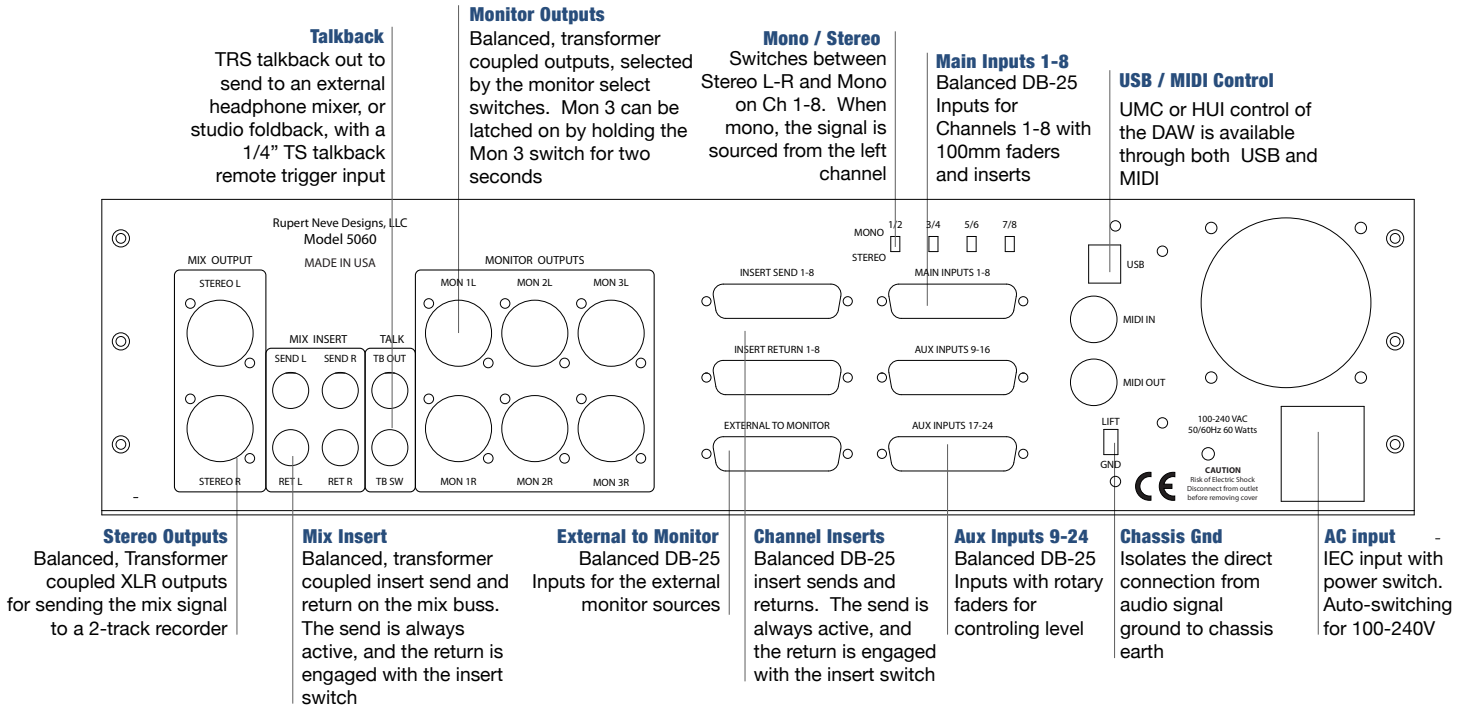 Talkback
TRS talkback out to
send to an external
headphone mixer, or
studio foldback, with a
1/4” TS talkback
remote trigger input
Monitor Outputs
Balanced, transformer
coupled outputs, selected
by the monitor select
switches.  Mon 3 can be
latched on by holding the
Mon 3 switch for two
seconds
Mono / Stereo
Switches between
Stereo L-R and Mono
on Ch 1-8.  When
mono, the signal is
sourced from the left
channel
Main Inputs 1-8
Balanced DB-25
Inputs for
Channels 1-8 with
100mm faders
and inserts
USB / MIDI Control
UMC or HUI control of
the DAW is available
through both  USB and
MIDI
Rupert Neve Designs, LLC
Model 5060
MADE IN USA
MIX OUTPUT
STEREO L
STEREO R
MIX INSERT
SEND L
SEND R
RET L
RET R
TALK
TB OUT
TB SW
MONITOR OUTPUTS
MON 1L
MON 2L
MON 3L
MON 1R
MON 2R
MON 3R
INSERT SEND 1-8
INSERT RETURN 1-8
EXTERNAL TO MONITOR
MONO
STEREO
1/2
3/4
5/6
7/8
MAIN INPUTS 1-8
AUX INPUTS 9-16
AUX INPUTS 17-24
USB
MIDI IN
MIDI OUT
LIFT
GND
100-240 VAC
50/60Hz 60 Watts
CE
CAUTION
Risk of Electric Shock
Disconnect from outlet
before removing cover
Stereo Outputs
Balanced, Transformer
coupled XLR outputs
for sending the mix signal
to a 2-track recorder
Mix Insert
Balanced, transformer
coupled insert send and
return on the mix buss.
The send is always
active, and the return is
engaged with the insert
switch
External to Monitor
Balanced DB-25
Inputs for the external
monitor sources
Channel Inserts
Balanced DB-25
insert sends and
returns.  The send is
always active, and
the return is engaged
with the insert switch
Aux Inputs 9-24
Balanced DB-25
Inputs with rotary
faders for
controling level
Chassis Gnd
Isolates the direct
connection from
audio signal
ground to chassis
earth
AC input
IEC input with
power switch.
Auto-switching
for 100-240V